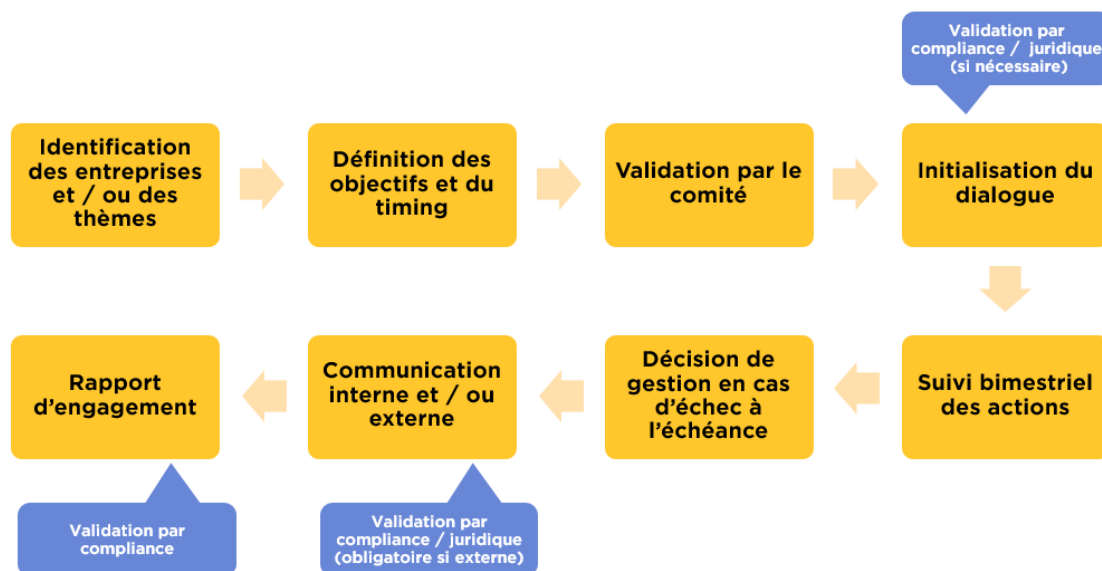 Validation par
compliance / juridique
(si nécessaire)
Identification
des entreprises
et / ou des
thèmes
Définition des
objectifs et du
timing
Validation par le
comité
Initialisation du
dialogue
Rapport
d’engagement
Communication
interne et / ou
externe
Décision de
gestion en cas
d’échec à
l’échéance
Suivi bimestriel
des actions
Validation par
compliance
Validation par
compliance / juridique
(obligatoire si externe)